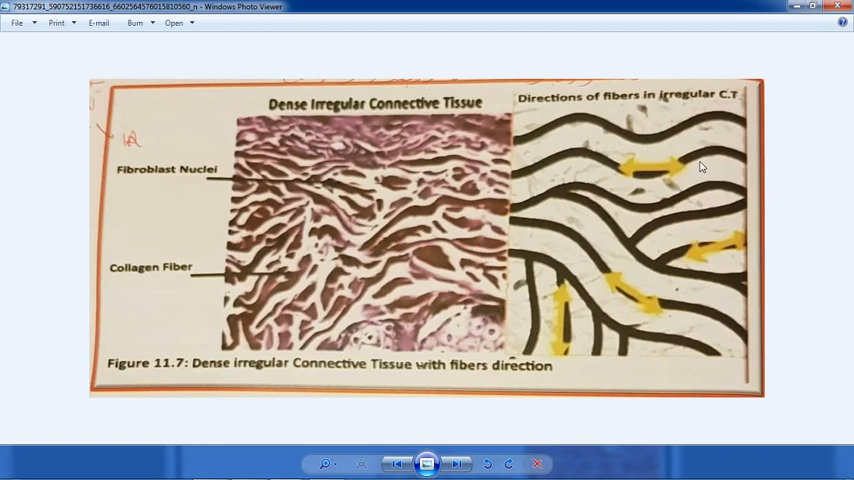 79317291_590752151736616_6602564576015810560_n - Windows Photo Viewer
File Print E-mail Burn Open
Dense Irregular Connective Tissue
Directions of fibers in irregular C.T
Fibroblast Nuclei
Collagen Fiber
Figure 11.7: Dense irregular Connective Tissue with fibers direction